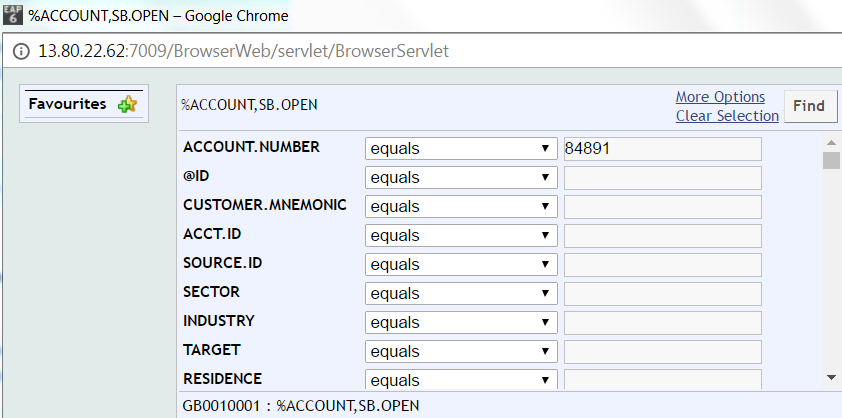 EAP 6 %ACCOUNT,SB.OPEN – Google Chrome
13.80.22.62:7009/BrowserWeb/servlet/BrowserServlet
Favourites
%ACCOUNT,SB.OPEN
More Options
Clear Selection
Find
ACCOUNT.NUMBER equals 84891
@ID equals
CUSTOMER.MNEMONIC equals
ACCT.ID equals
SOURCE.ID equals
SECTOR equals
INDUSTRY equals
TARGET equals
RESIDENCE equals
GB0010001 : %ACCOUNT,SB.OPEN